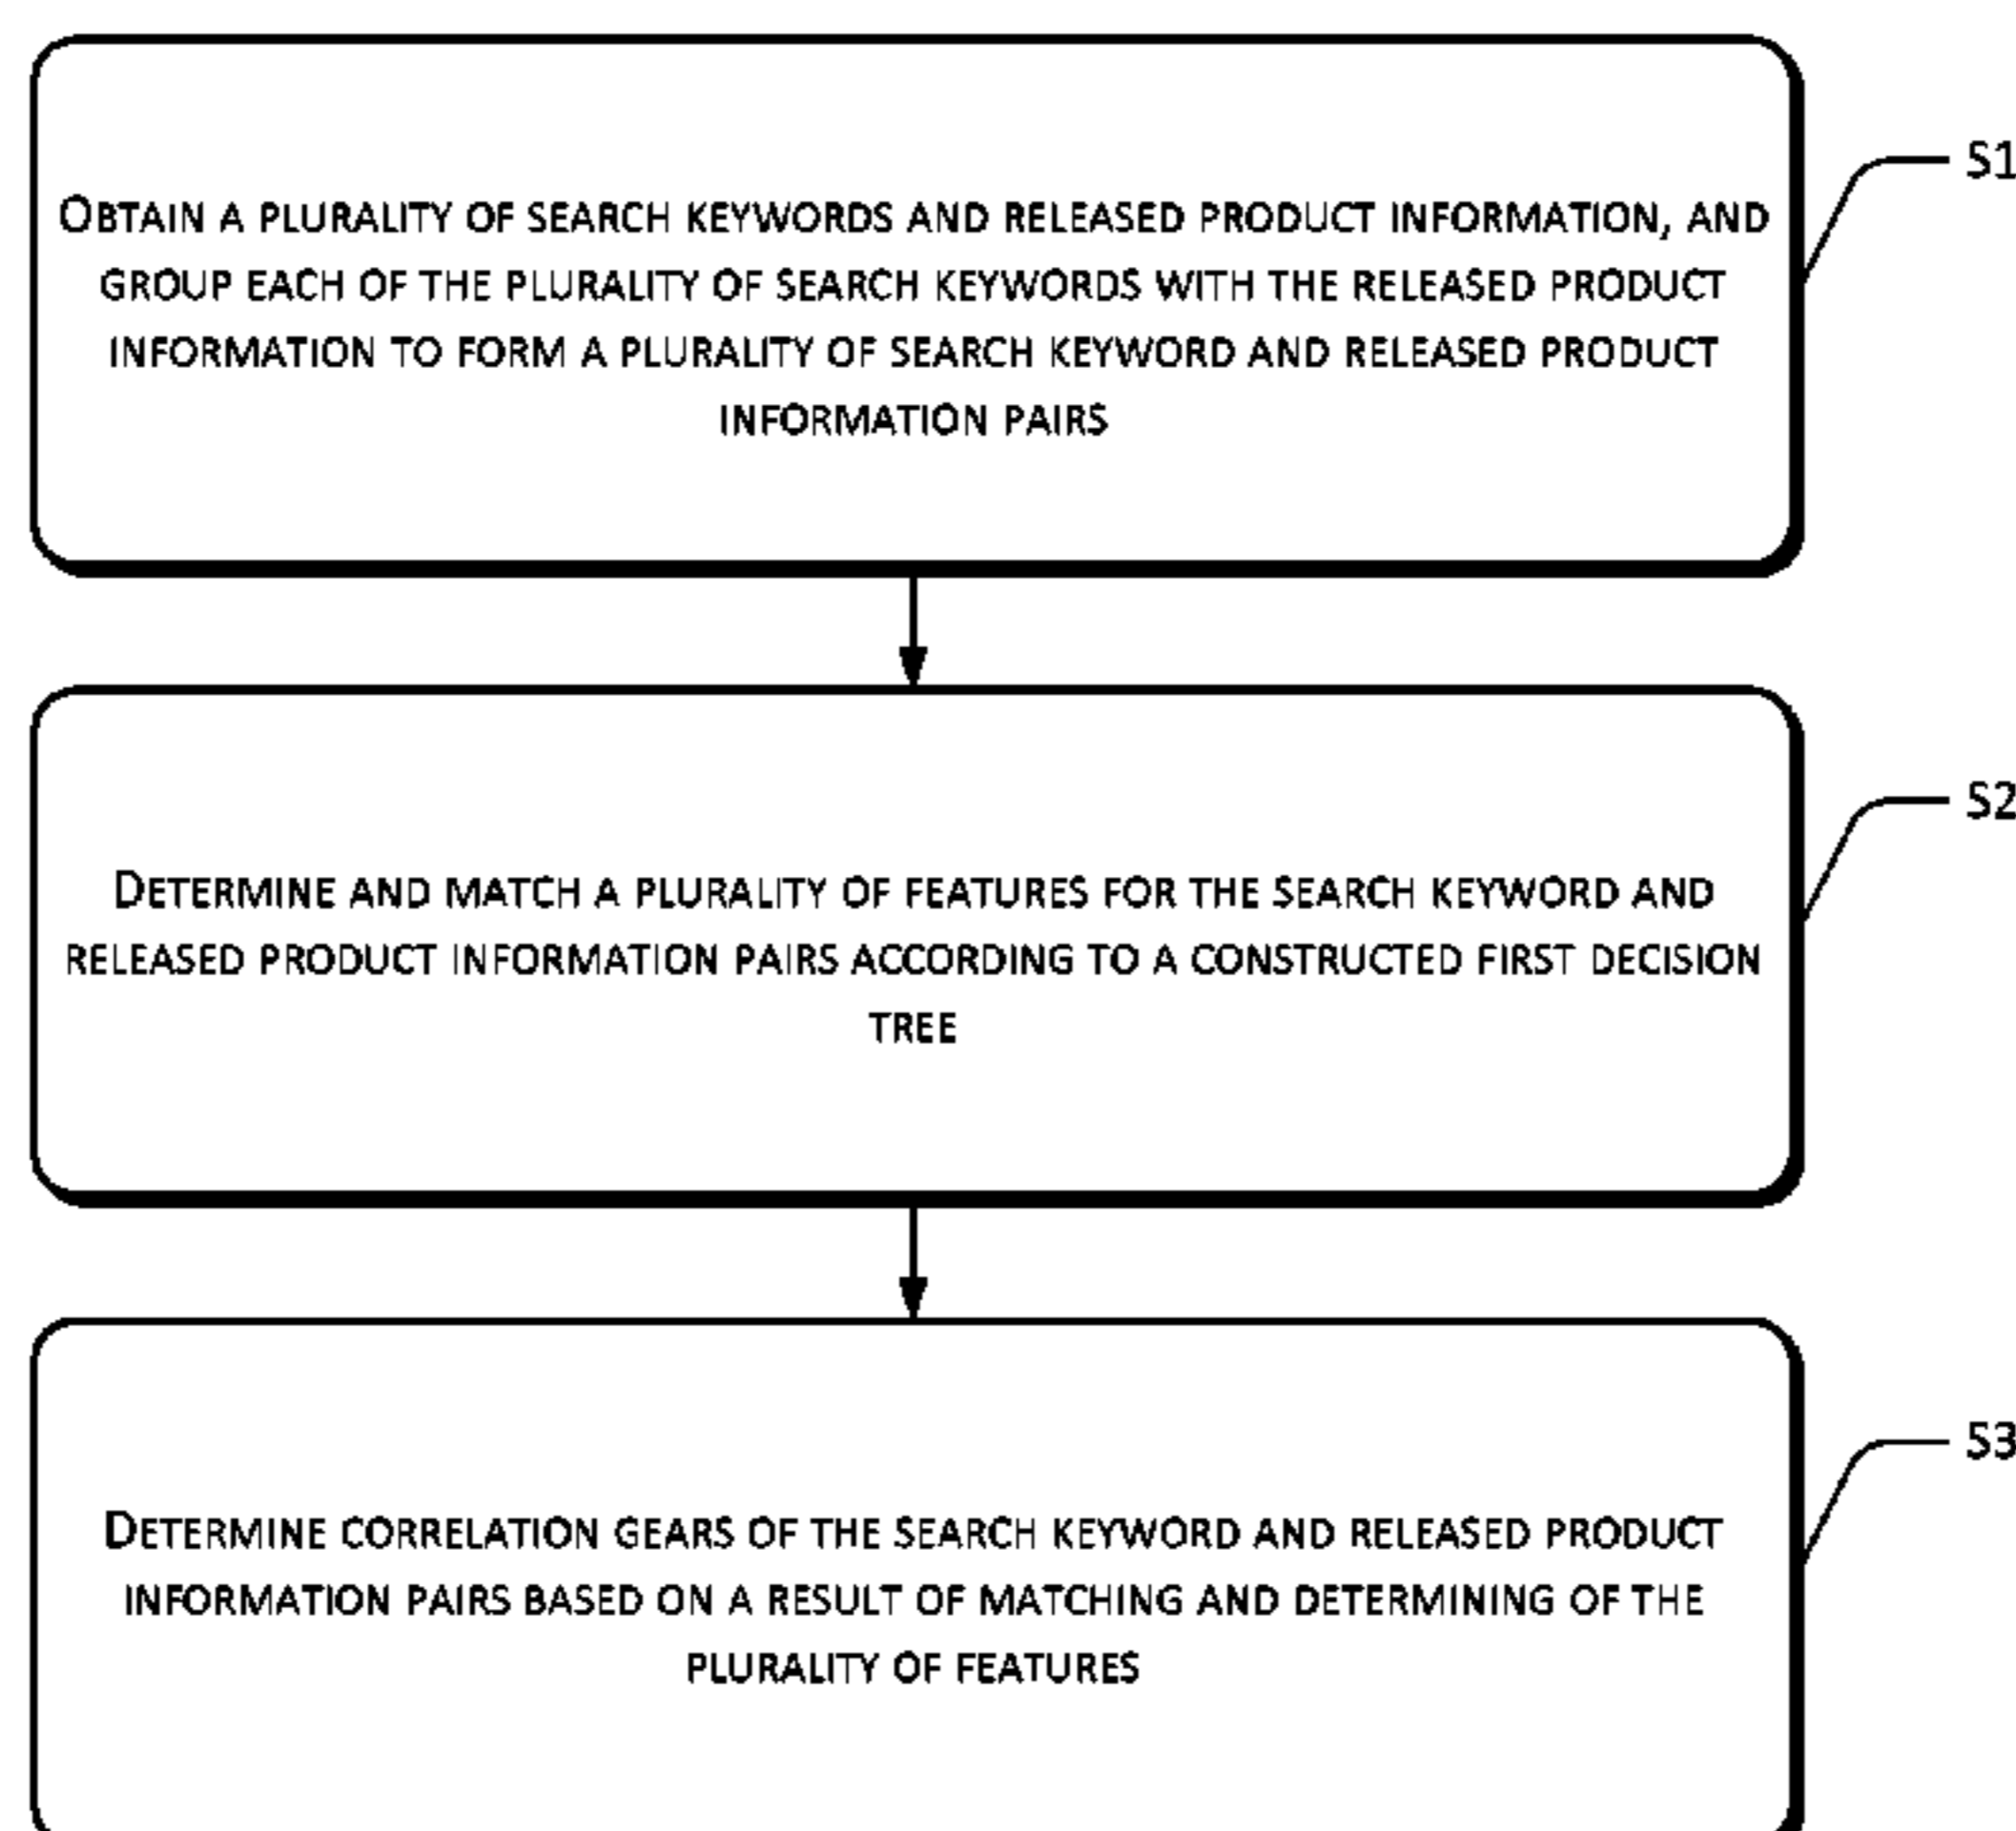 OBTAIN A PLURALITY OF SEARCH KEYWORDS AND RELEASED PRODUCT INFORMATION, AND
GROUP EACH OF THE PLURALITY OF SEARCH KEYWORDS WITH THE RELEASED PRODUCT
INFORMATION TO FORM A PLURALITY OF SEARCH KEYWORD AND RELEASED PRODUCT
INFORMATION PAIRS
S1
DETERMINE AND MATCH A PLURALITY OF FEATURES FOR THE SEARCH KEYWORD AND
RELEASED PRODUCT INFORMATION PAIRS ACCORDING TO A CONSTRUCTED FIRST DECISION
TREE
S2
DETERMINE CORRELATION GEARS OF THE SEARCH KEYWORD AND RELEASED PRODUCT
INFORMATION PAIRS BASED ON A RESULT OF MATCHING AND DETERMINING OF THE
PLURALITY OF FEATURES
S3